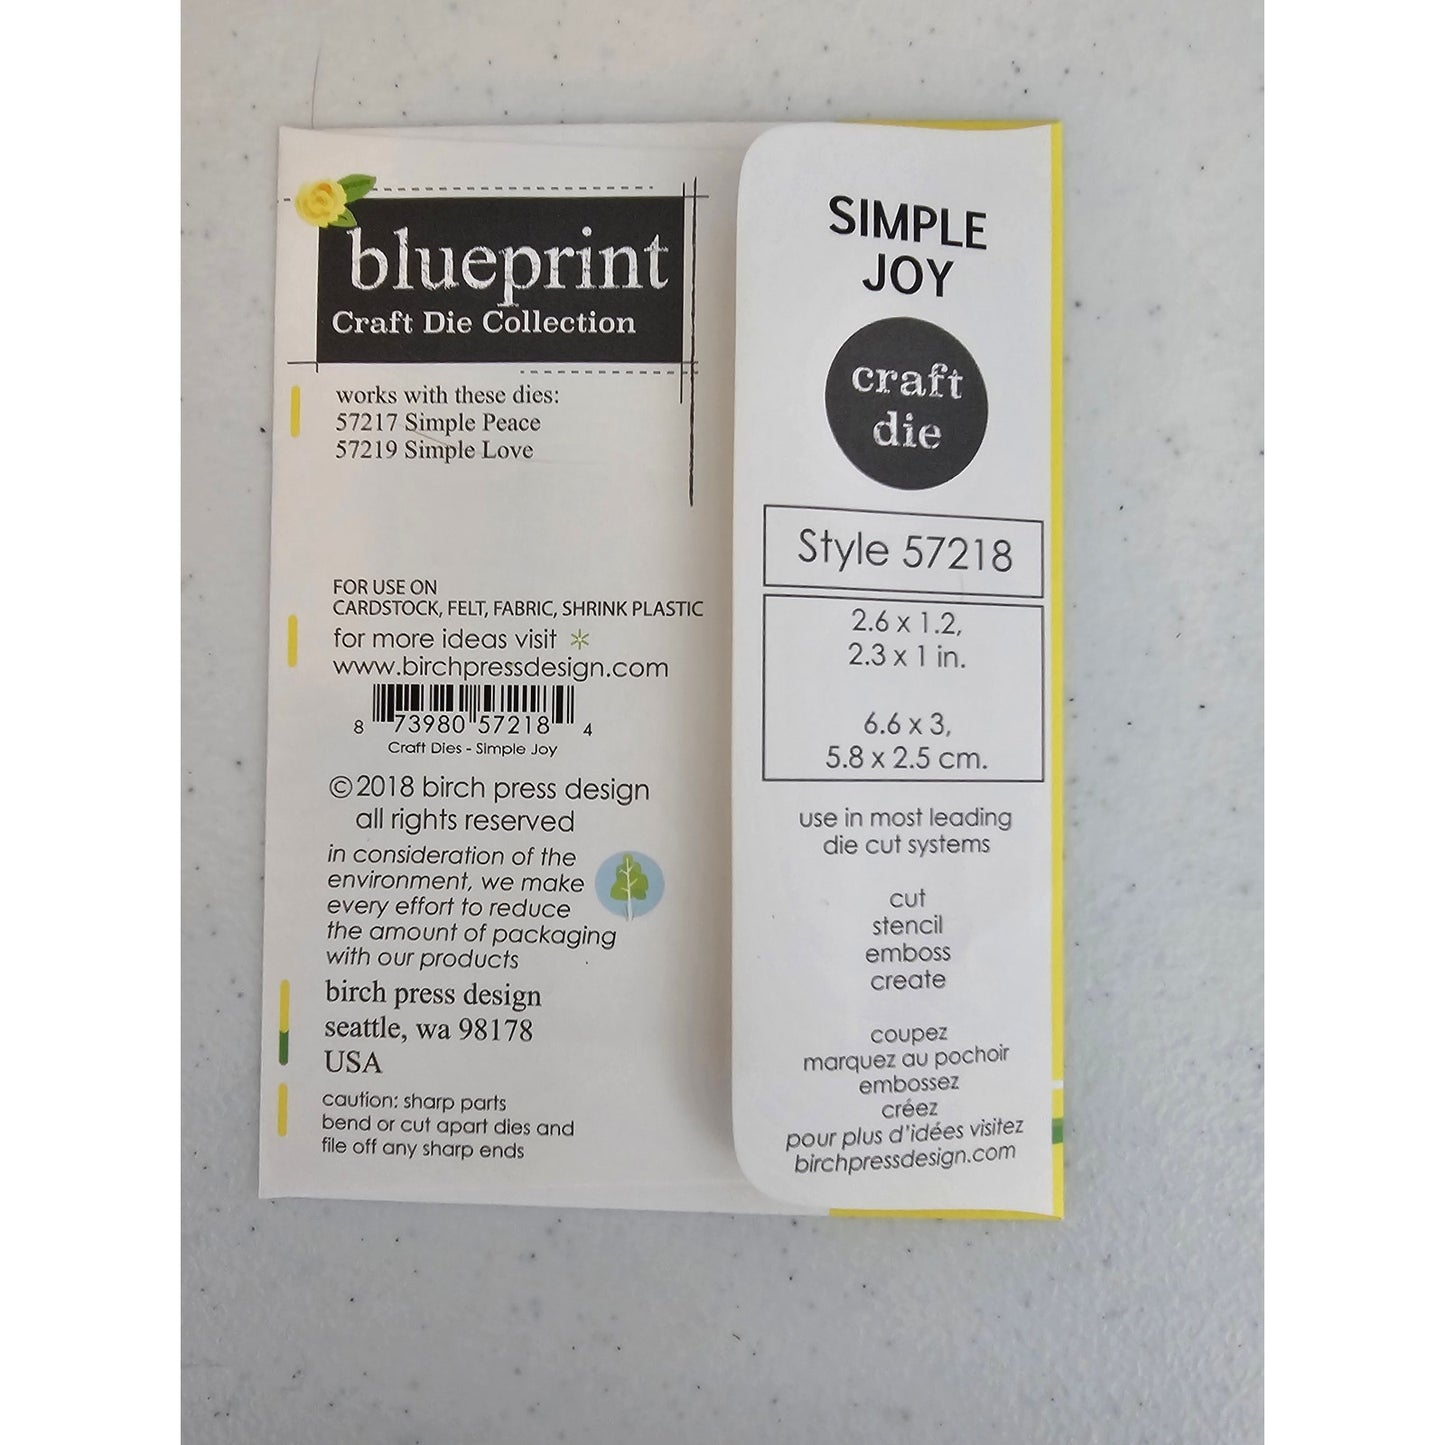 blueprint
Craft Die Collection
works with these dies:
57217 Simple Peace
57219 Simple Love
FOR USE ON
CARDSTOCK, FELT, FABRIC, SHRINK PLASTIC
for more ideas visit
www.birchpressdesign.com
8 73980 57218 4
Craft Dies - Simple Joy
©2018 birch press design
all rights reserved
in consideration of the
environment, we make
every effort to reduce
the amount of packaging
with our products
birch press design
seattle, wa 98178
USA
caution: sharp parts
bend or cut apart dies and
file off any sharp ends
SIMPLE
JOY
craft
die
Style 57218
2.6 x 1.2,
2.3 x 1 in.
6.6 x 3,
5.8 x 2.5 cm.
use in most leading
die cut systems
cut
stencil
emboss
create
coupez
marquez au pochoir
embossez
créez
pour plus d'idées visitez
birchpressdesign.com